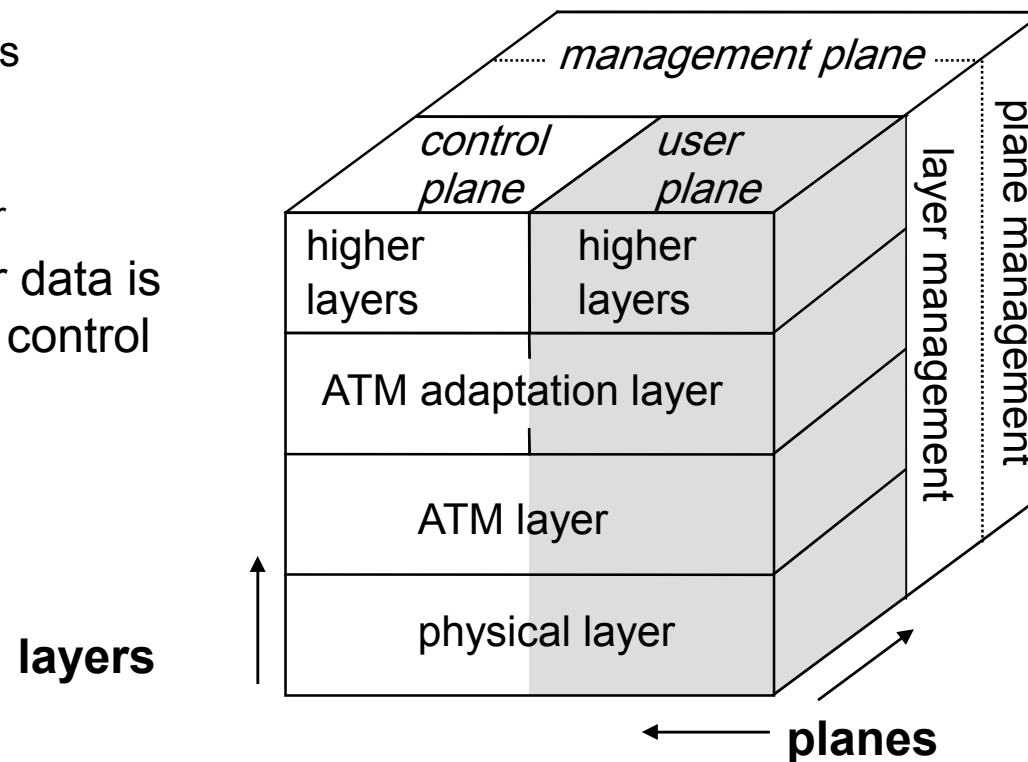 s
r
r data is
control
management plane
control
plane
user
plane
higher
layers
higher
layers
ATM adaptation layer
ATM layer
physical layer
layer management
plane management
layers
planes